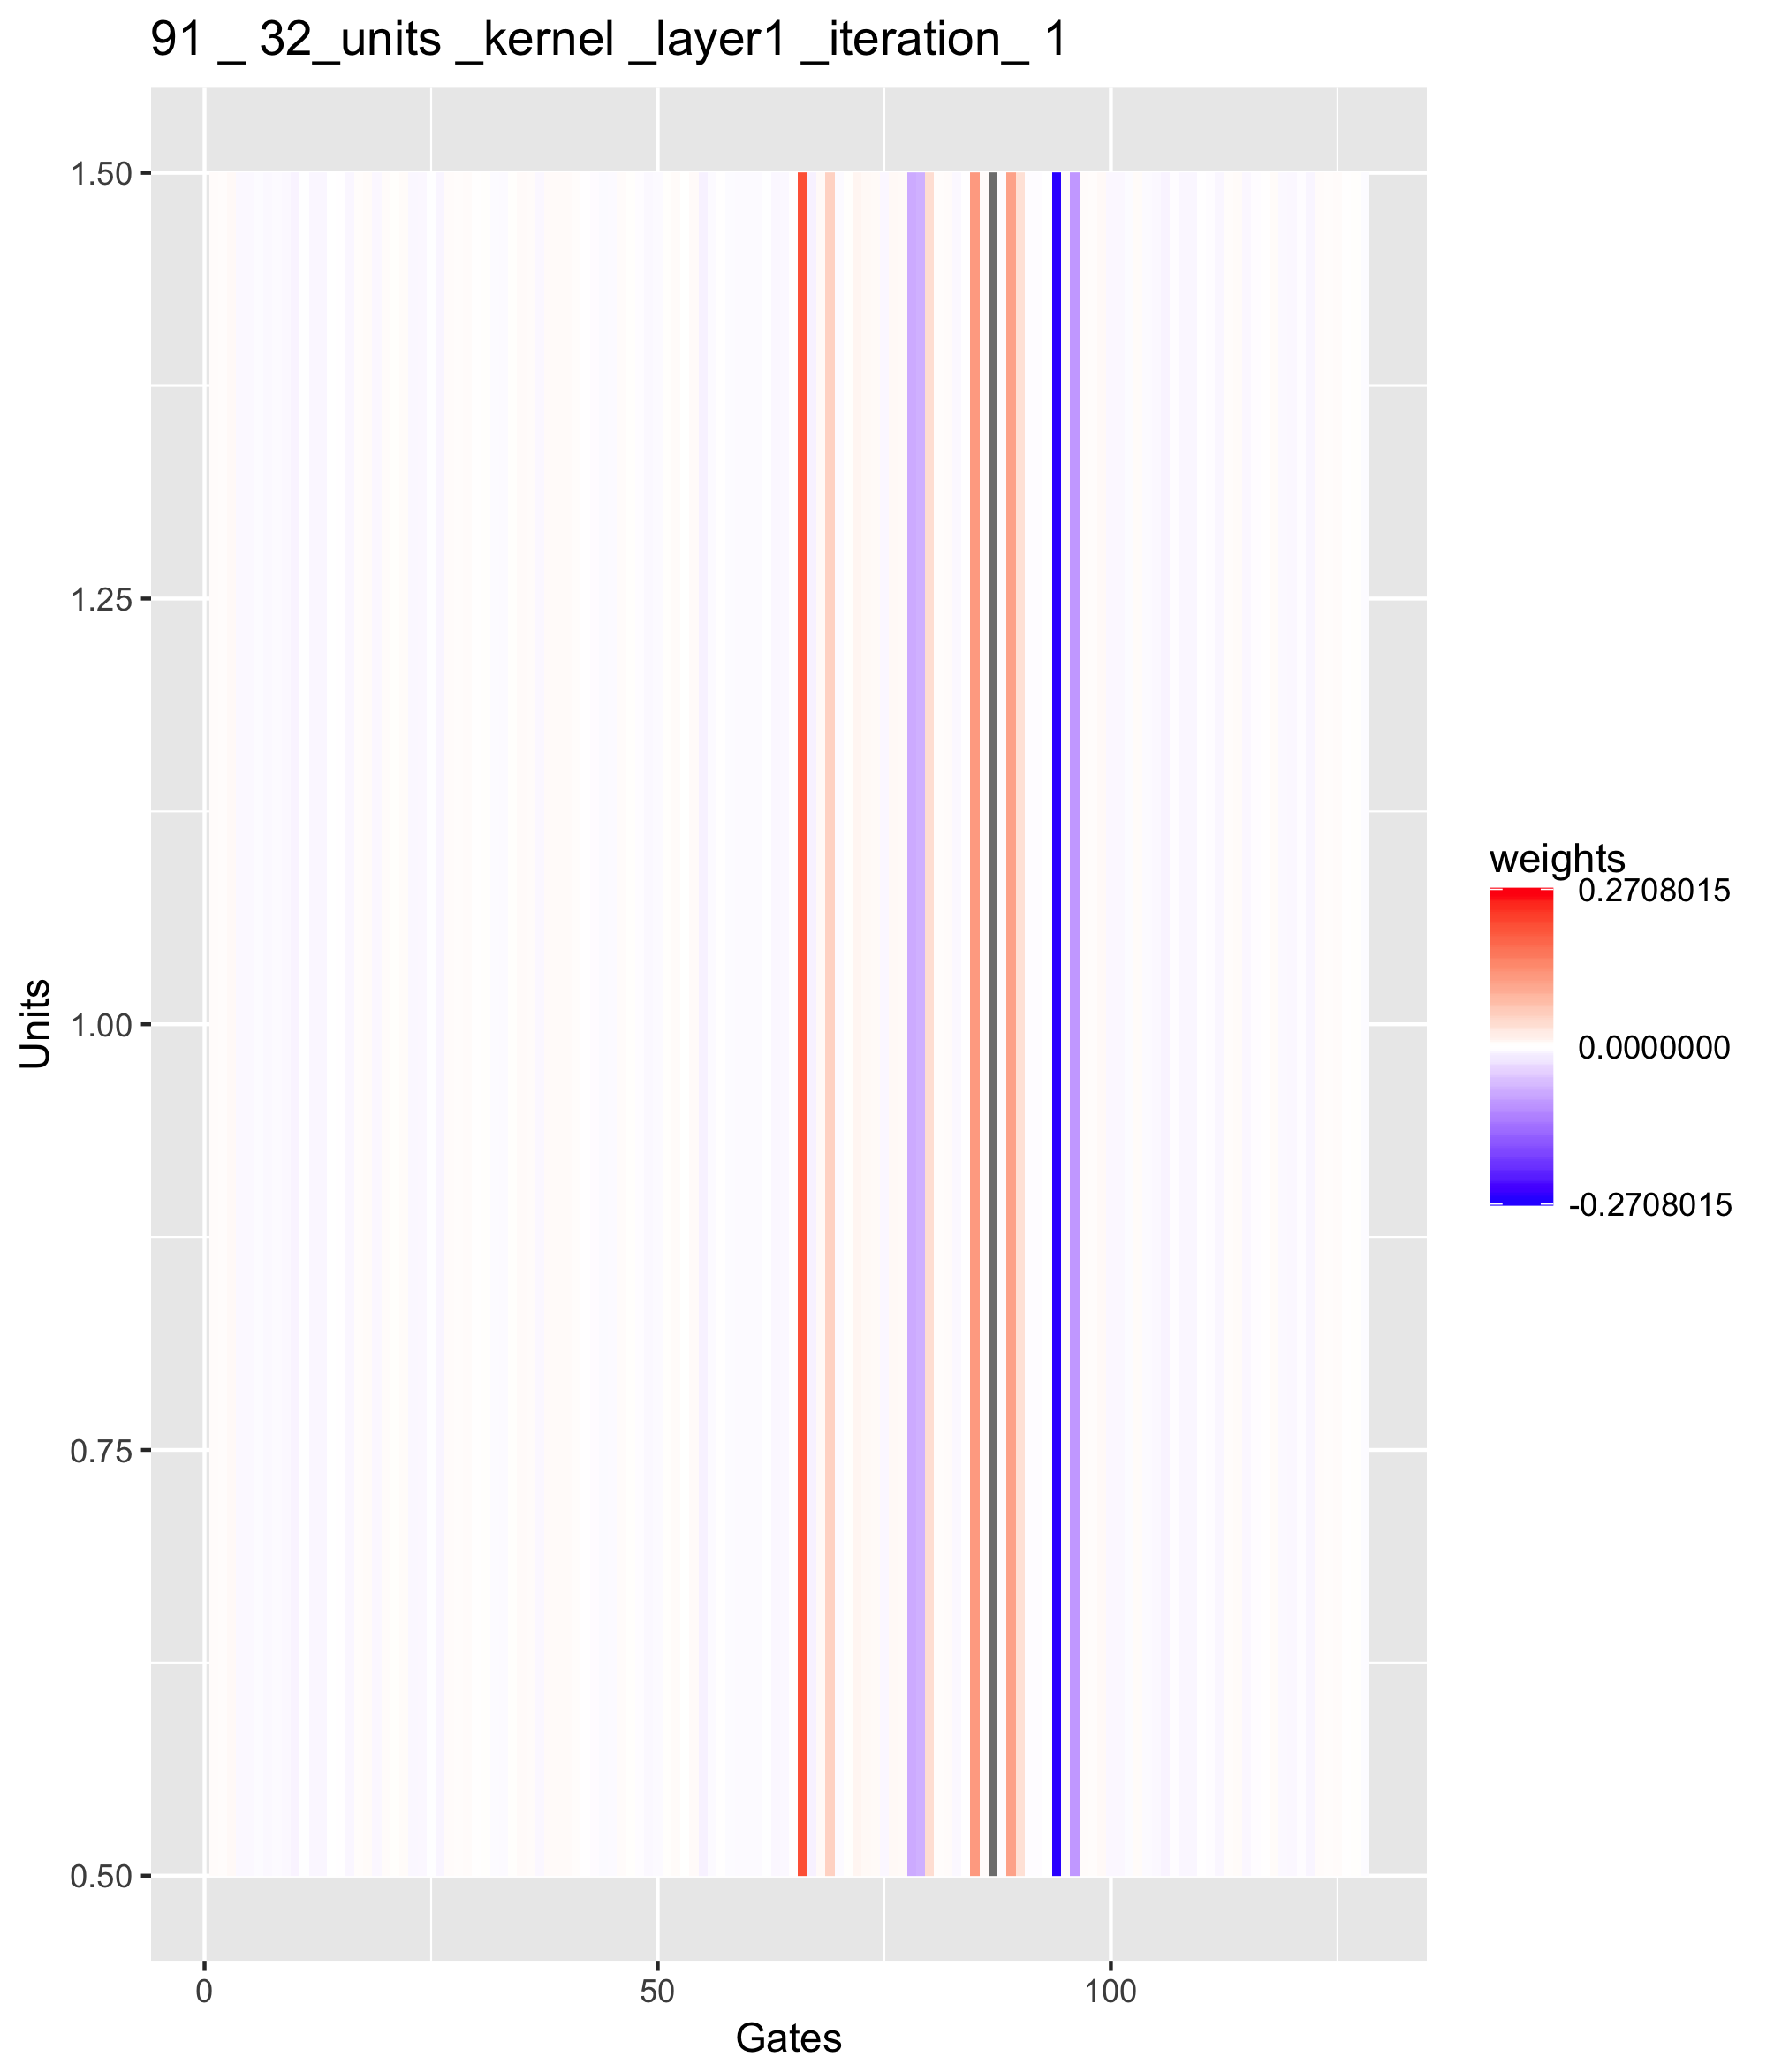 91 _ 32_units _kernel _layer1 _iteration_ 1
1.50
1.25
1.00
0.75
0.50
Units
0
50
100
Gates
weights
0.2708015
0.0000000
-0.2708015